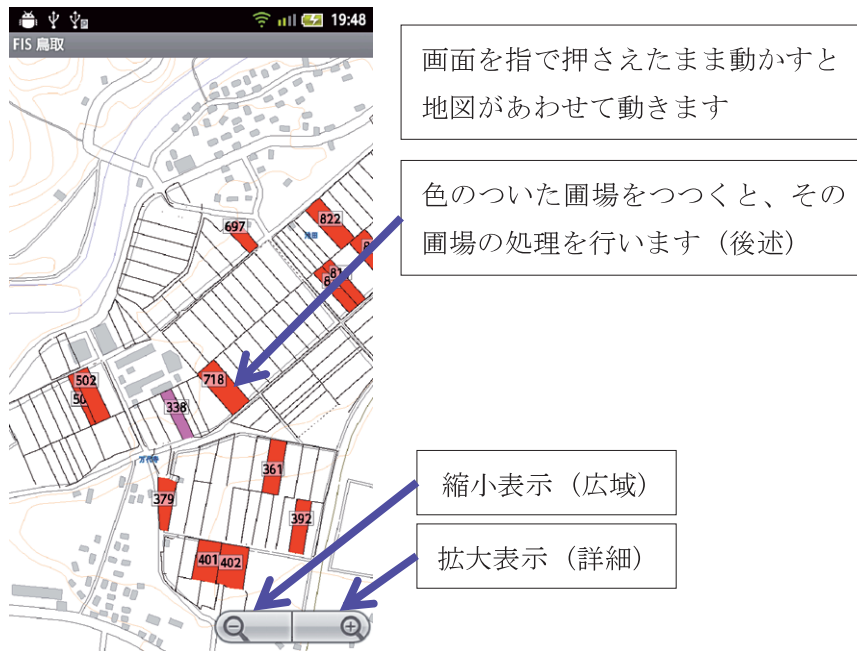 19:48
FIS 鳥取
画面を指で押さえたまま動かすと
地図があわせて動きます
色のついた圃場をつつくと、その
圃場の処理を行います（後述）
822
697
81
502
50
718
338
361
379
392
401
402
縮小表示（広域）
拡大表示（詳細）